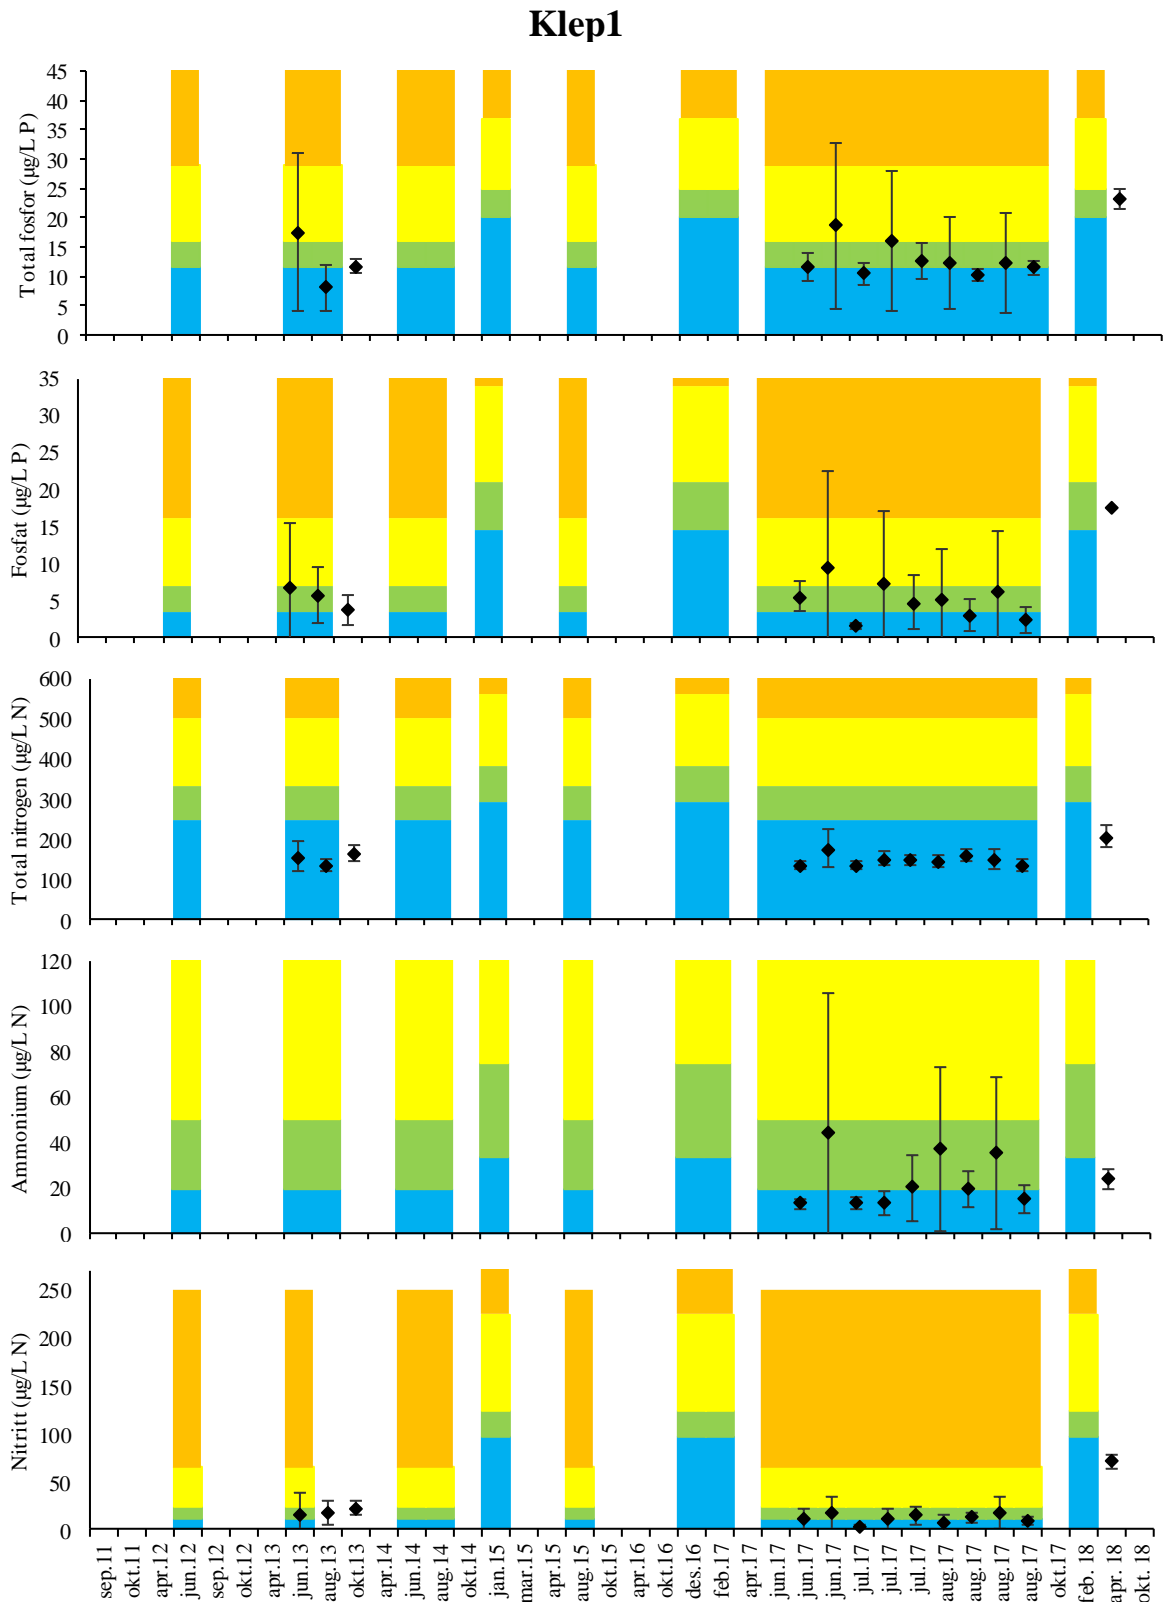 Klep1
Total fosfor (µg/L P)
45
40
35
30
25
20
15
10
5
0
Fosfat (µg/L P)
35
30
25
20
15
10
5
0
Total nitrogen (µg/L N)
600
500
400
300
200
100
0
Ammonium (µg/L N)
120
100
80
60
40
20
0
Nitritt (µg/L N)
250
200
150
100
50
0
sep.11
okt.11
apr.12
jun.12
sep.12
okt.12
apr.13
jun.13
aug.13
okt.13
apr.14
jun.14
aug.14
okt.14
jan.15
mar.15
apr.15
aug.15
okt.15
apr.16
okt.16
des.16
feb.17
apr.17
jun.17
jun.17
jul.17
jul.17
jul.17
aug.17
aug.17
aug.17
aug.17
okt.17
feb. 18
apr. 18
okt. 18